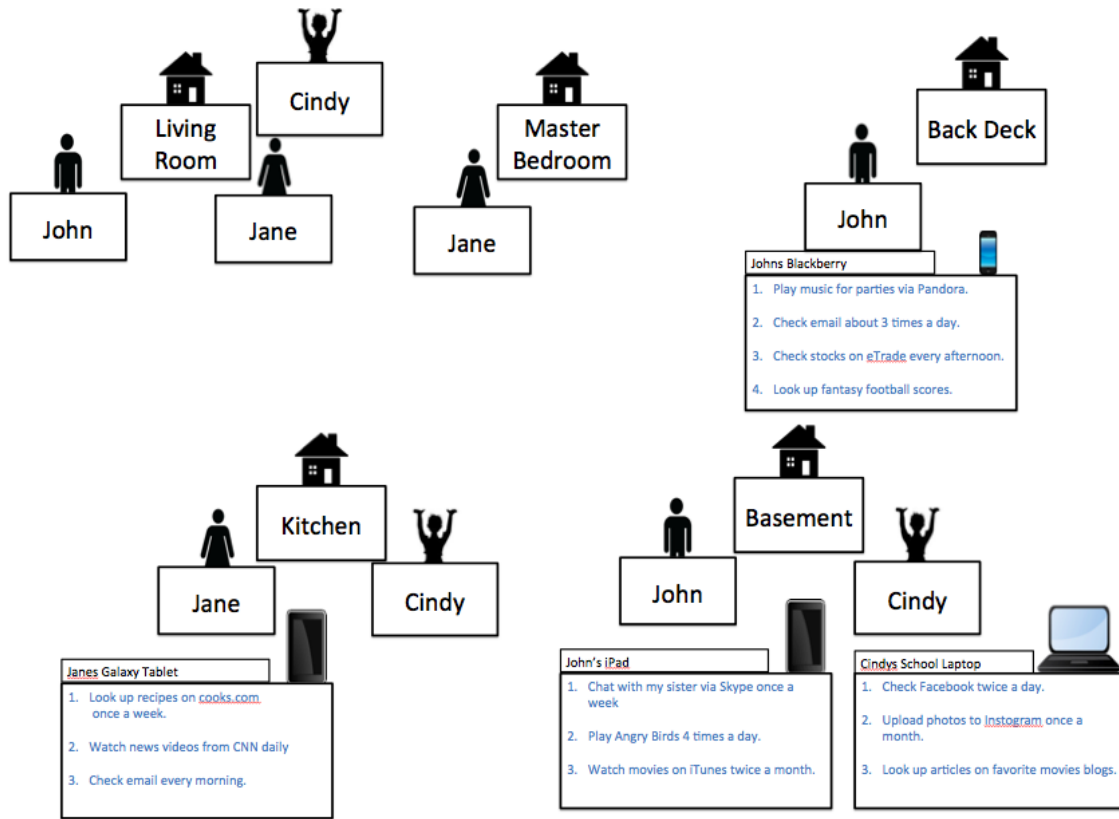 Cindy
Living
Room
John
Jane
Master
Bedroom
Jane
Back Deck
John
Johns Blackberry
1. Play music for parties via Pandora.
2. Check email about 3 times a day.
3. Check stocks on eTrade every afternoon.
4. Look up fantasy football scores.
Kitchen
Jane
Cindy
Janes Galaxy Tablet
1. Look up recipes on cooks.com
once a week.
2. Watch news videos from CNN daily
3. Check email every morning.
Basement
John
Cindy
John's iPad
1. Chat with my sister via Skype once a
week
2. Play Angry Birds 4 times a day.
3. Watch movies on iTunes twice a month.
Cindys School Laptop
1. Check Facebook twice a day.
2. Upload photos to Instogram once a
month.
3. Look up articles on favorite movies blogs.